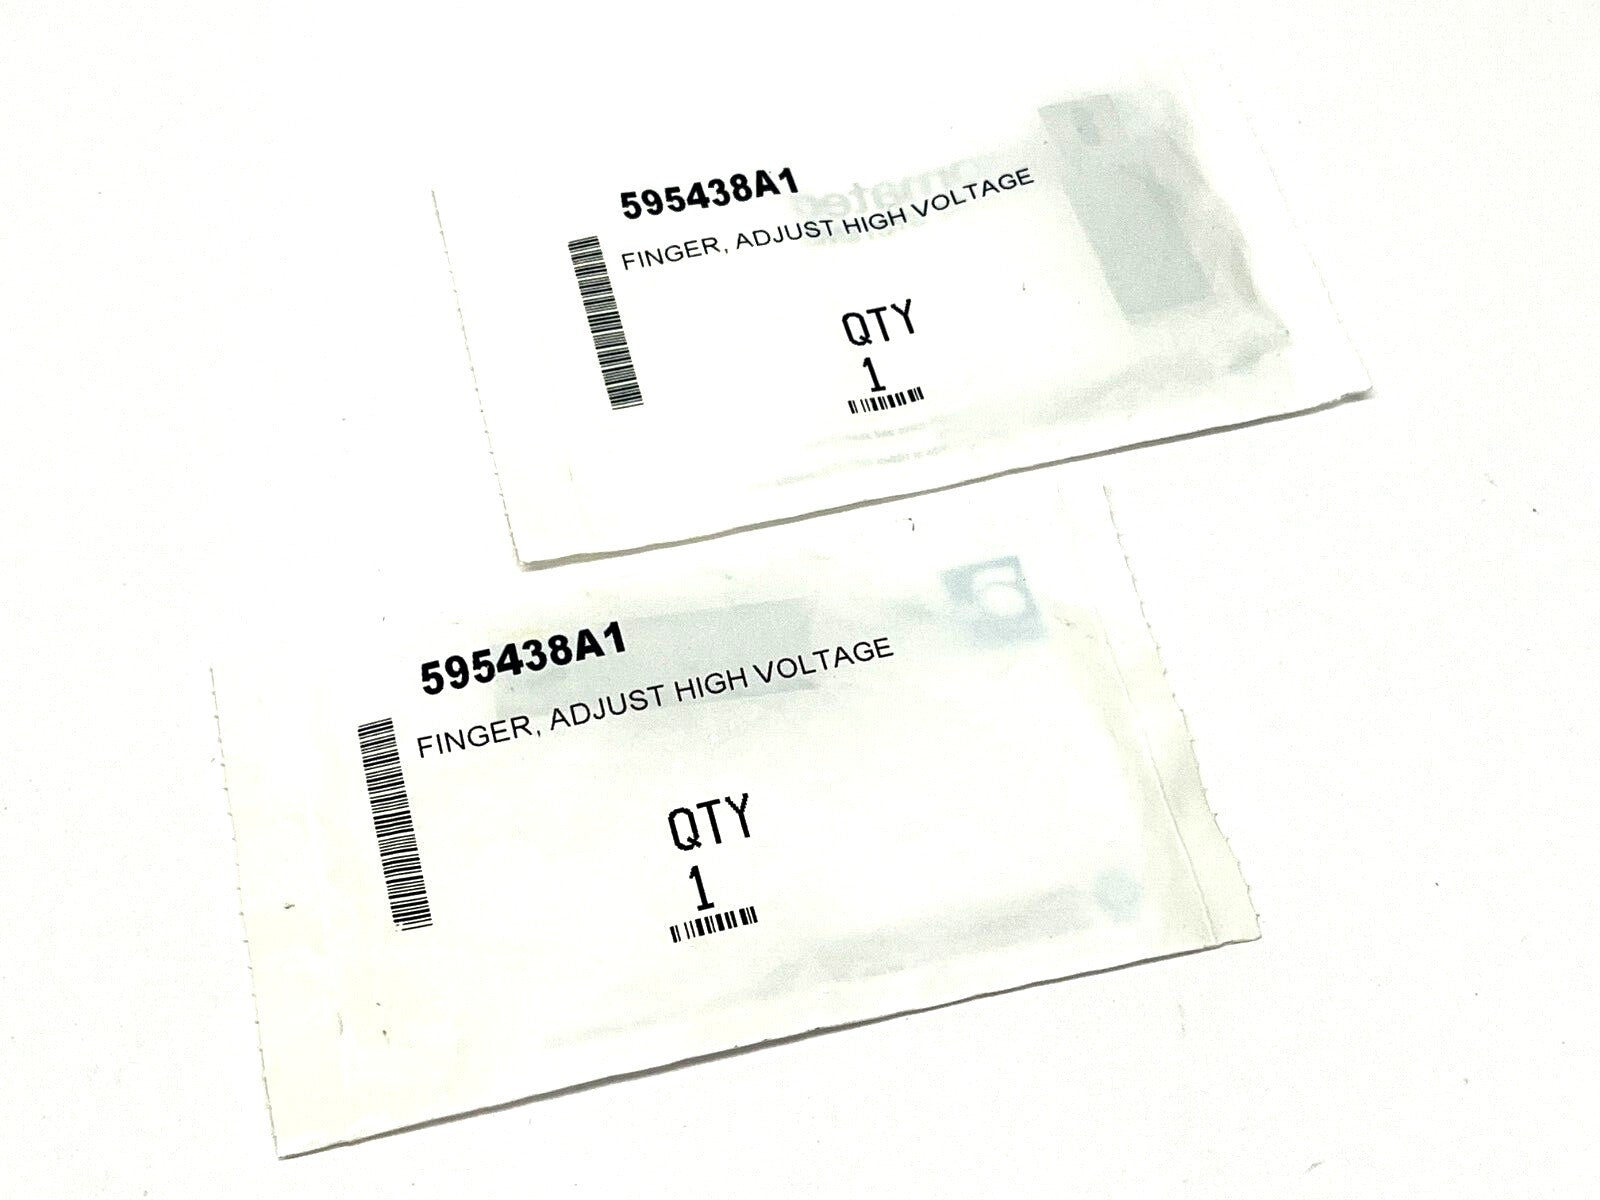 595438A1
FINGER, ADJUST HIGH VOLTAGE
QTY
1
595438A1
FINGER, ADJUST HIGH VOLTAGE
QTY
1